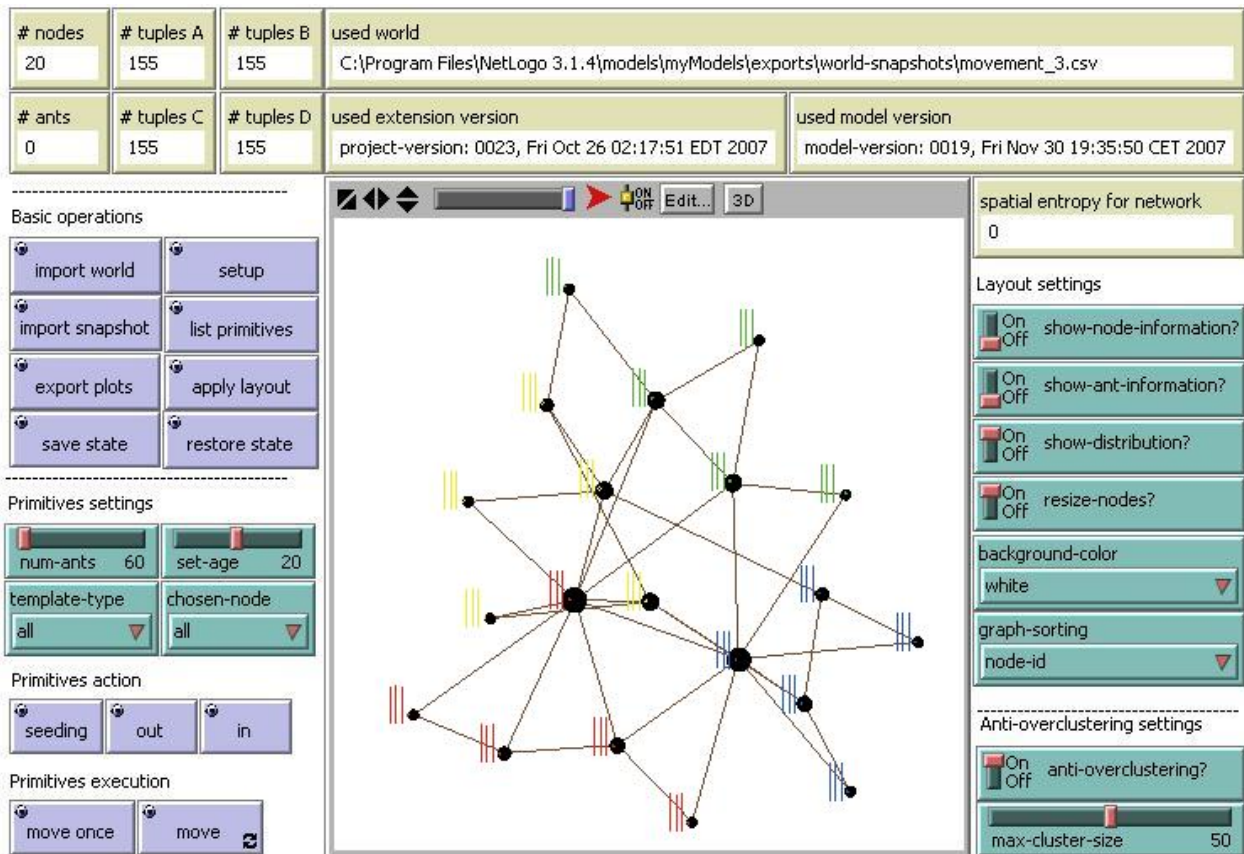 # nodes
20
# tuples A
155
# tuples B
155
used world
C:\Program Files\NetLogo 3.1.4\models\myModels\exports\world-snapshots\movement_3.csv
# ants
0
# tuples C
155
# tuples D
155
used extension version
project-version: 0023, Fri Oct 26 02:17:51 EDT 2007
used model version
model-version: 0019, Fri Nov 30 19:35:50 CET 2007
Basic operations
import world
setup
import snapshot
list primitives
export plots
apply layout
save state
restore state
Primitives settings
num-ants 60
set-age 20
template-type
all
chosen-node
all
Primitives action
seeding
out
in
Primitives execution
move once
move
ON
OFF
Edit...
3D
spatial entropy for network
0
Layout settings
On
Off
show-node-information?
On
Off
show-ant-information?
On
Off
show-distribution?
On
Off
resize-nodes?
background-color
white
graph-sorting
node-id
Anti-overclustering settings
On
Off
anti-overclustering?
max-cluster-size 50